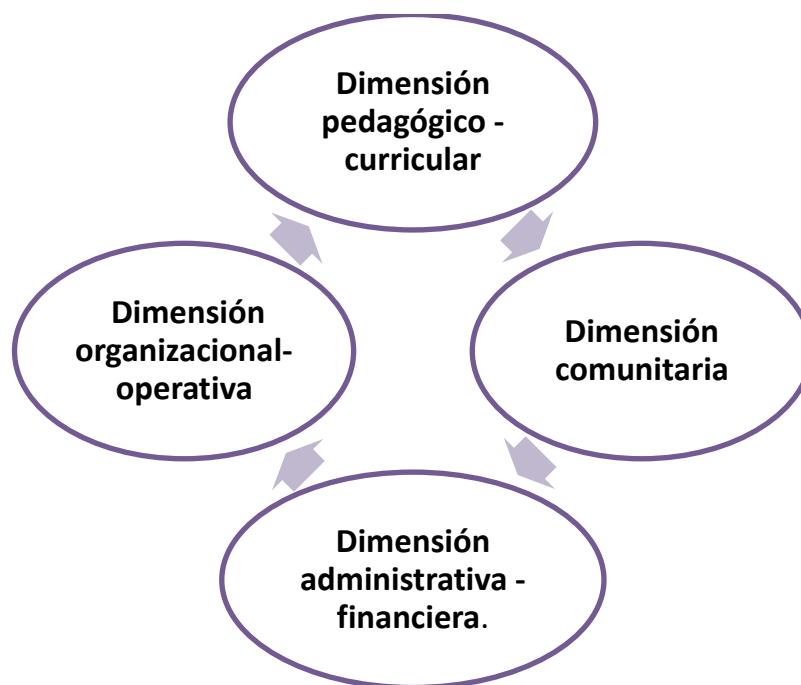 Dimensión
pedagógico -
curricular
Dimensión
organizacional-
operativa
Dimensión
comunitaria
Dimensión
administrativa -
financiera.